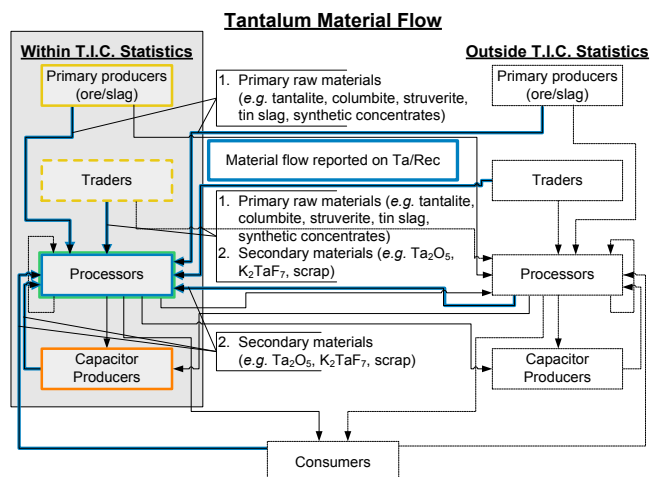 Tantalum Material Flow
Within T.I.C. Statistics
Outside T.I.C. Statistics
Primary producers
(ore/slag)
1. Primary raw materials
(e.g. tantalite, columbite, struverite,
tin slag, synthetic concentrates)
Primary producers
(ore/slag)
Material flow reported on Ta/Rec
Traders
1. Primary raw materials (e.g. tantalite,
columbite, struverite, tin slag,
synthetic concentrates)
2. Secondary materials (e.g. Ta₂O₅,
K₂TaF₇, scrap)
Traders
Processors
Processors
2. Secondary materials
(e.g. Ta₂O₅, K₂TaF₇, scrap)
Capacitor
Producers
Capacitor
Producers
Consumers